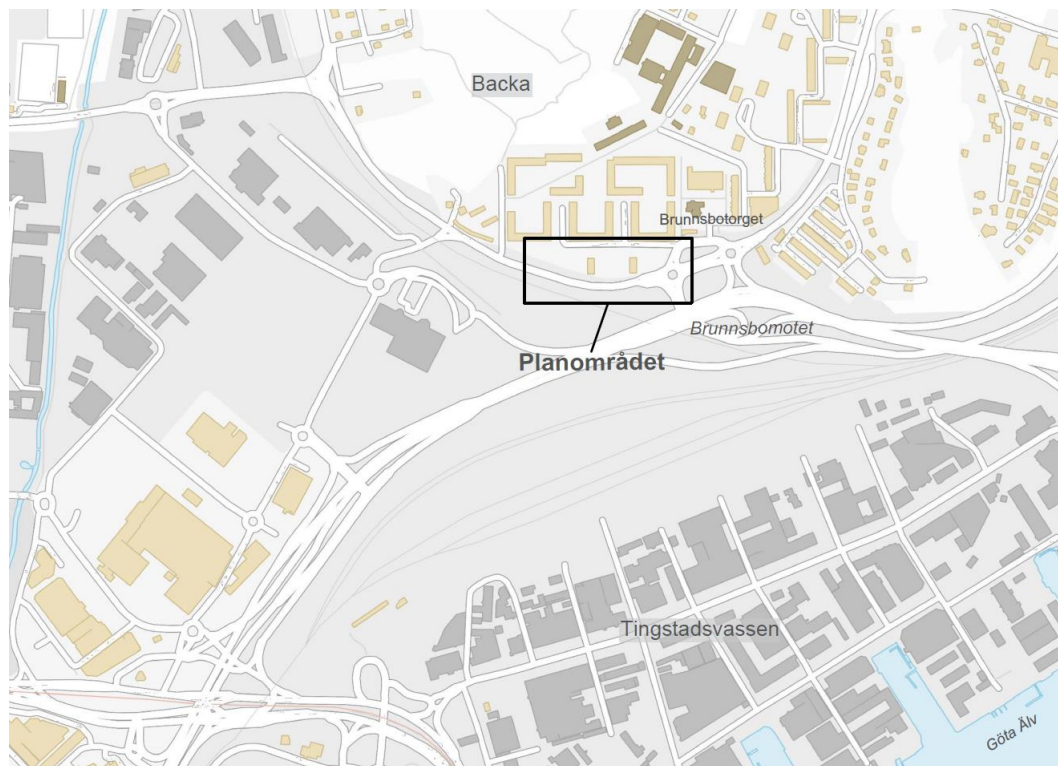 Backa
Brunnsbotorget
Brunnsbomotet
Planområdet
Tingstadsvassen
Göta Älv